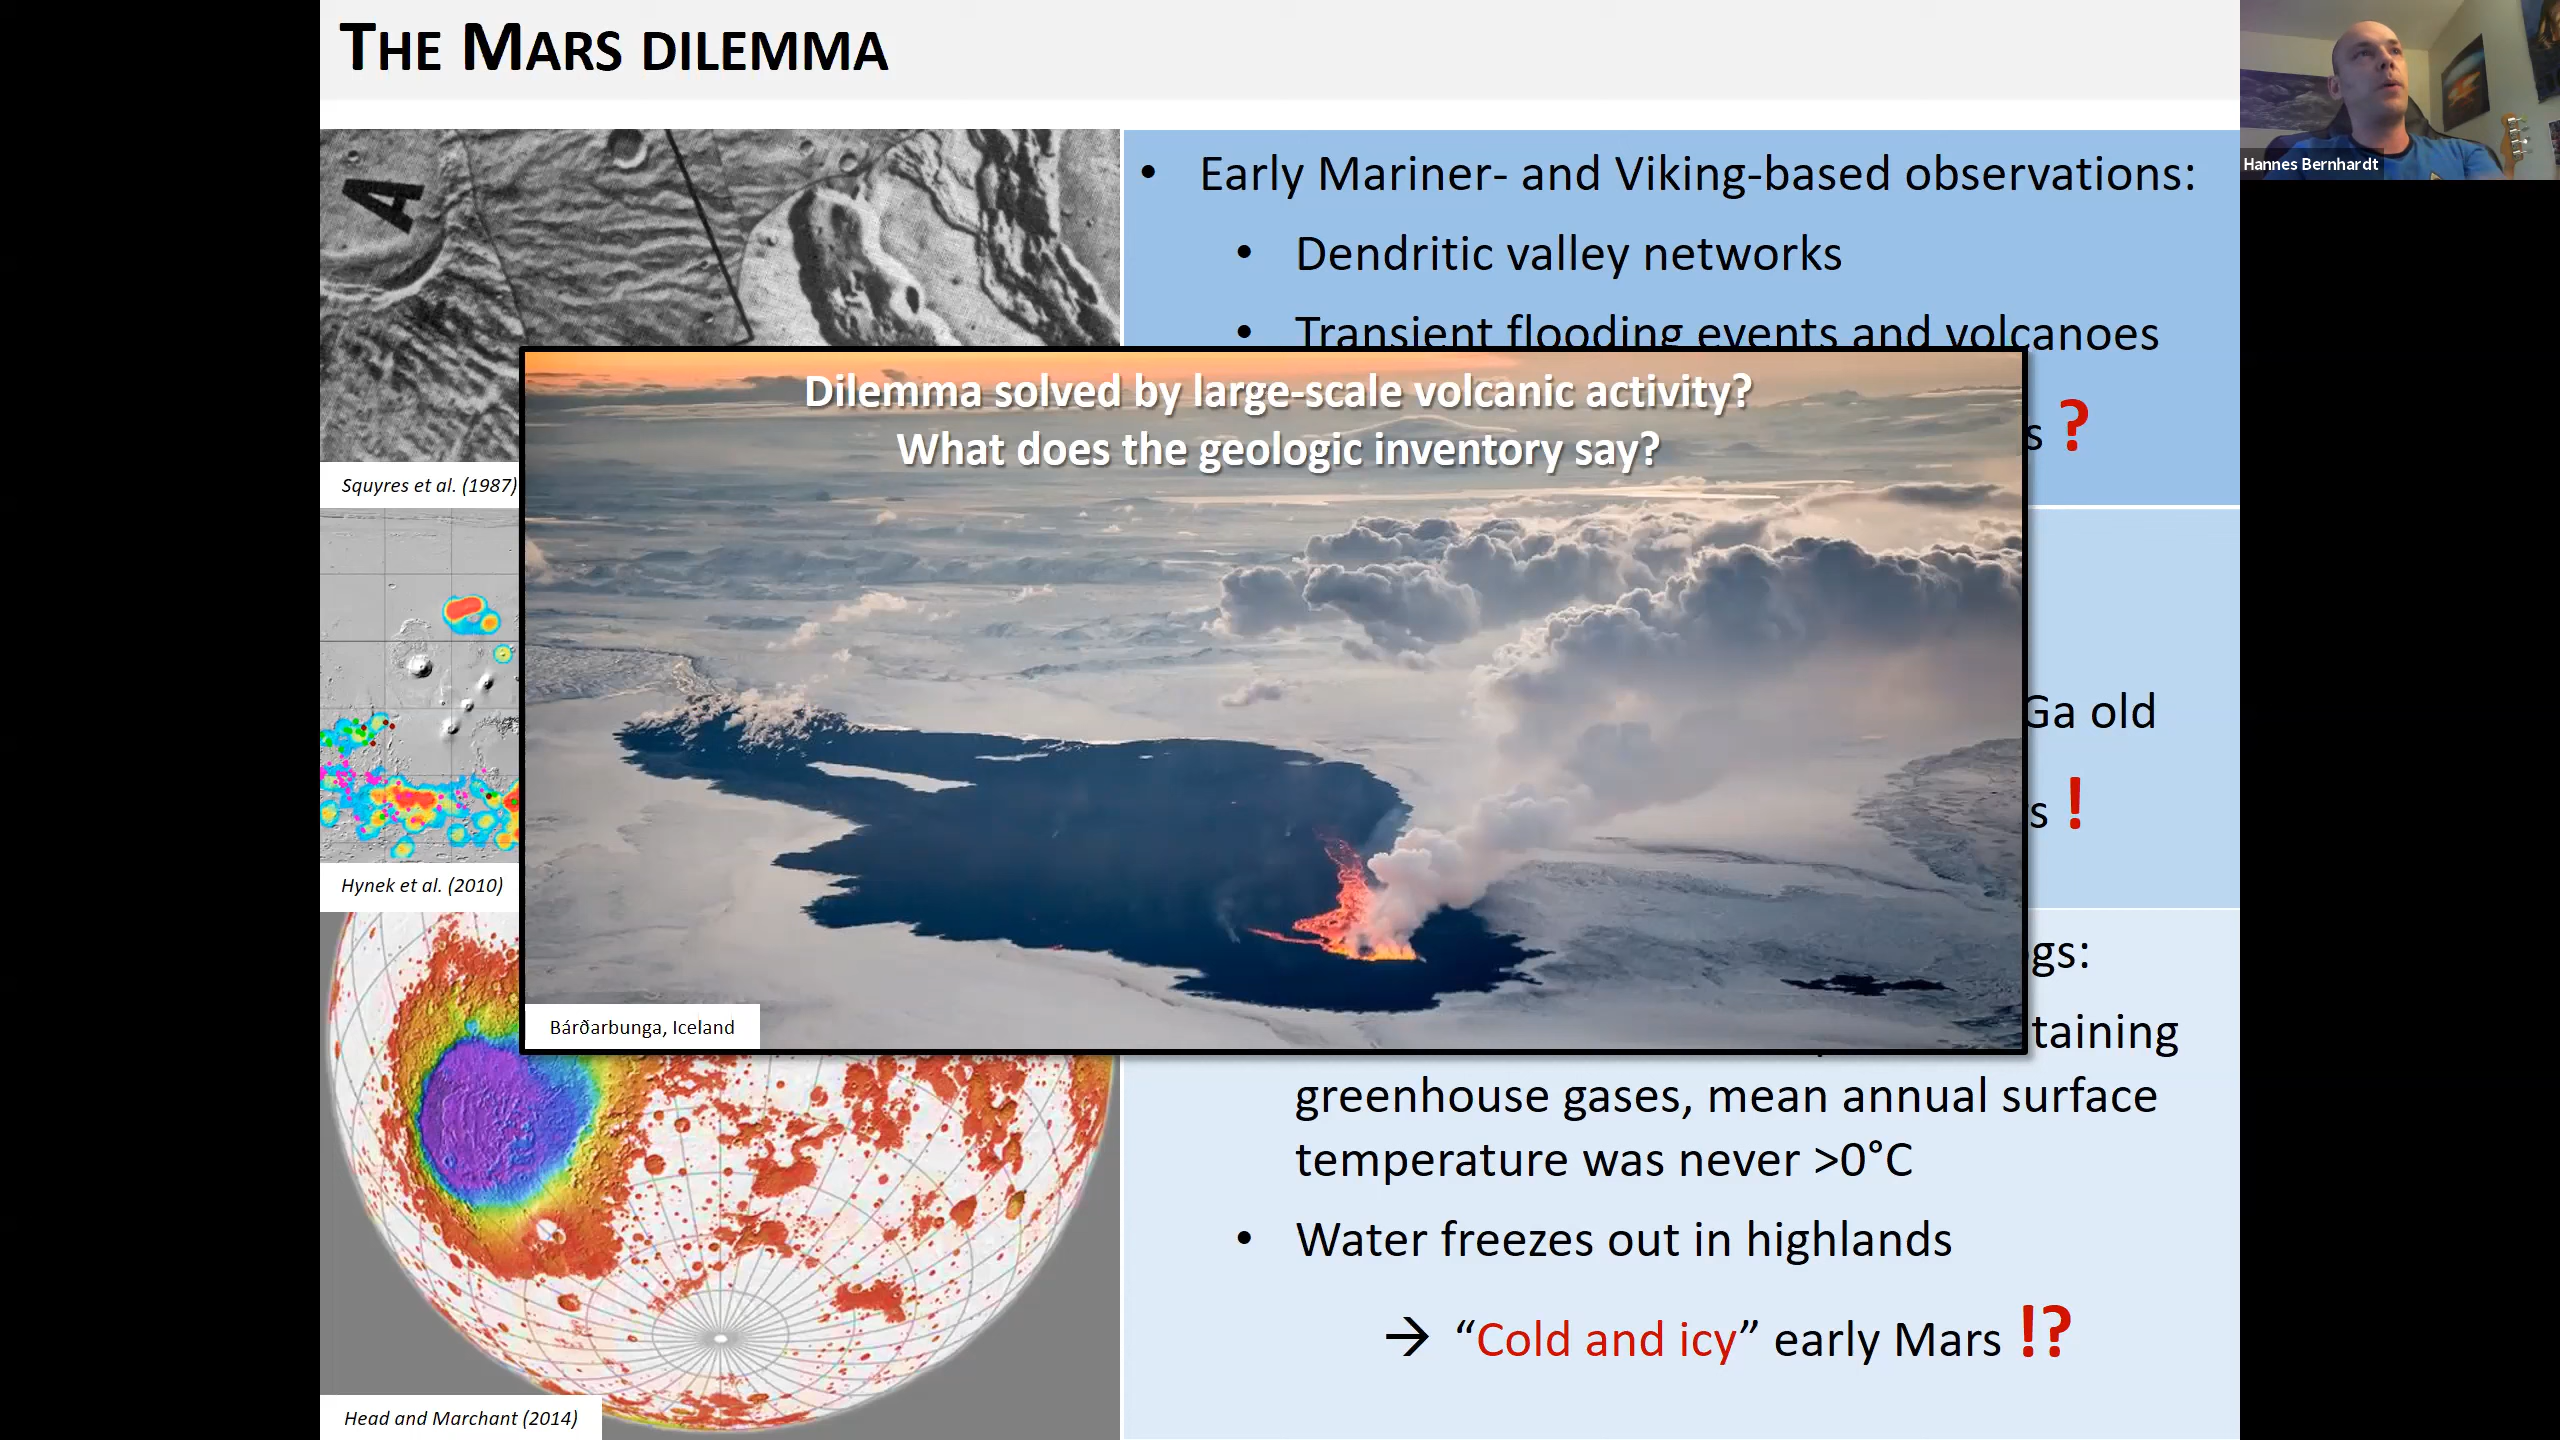 THE MARS DILEMMA
Hannes Bernhardt
A
• Early Mariner- and Viking-based observations:
• Dendritic valley networks
• Transient flooding events and volcanoes
?
Squyres et al. (1987)
Dilemma solved by large-scale volcanic activity?
What does the geologic inventory say?
Ga old
!
Hynek et al. (2010)
Bárðarbunga, Iceland
greenhouse gases, mean annual surface
temperature was never >0°C
• Water freezes out in highlands
→ “Cold and icy” early Mars !?
Head and Marchant (2014)